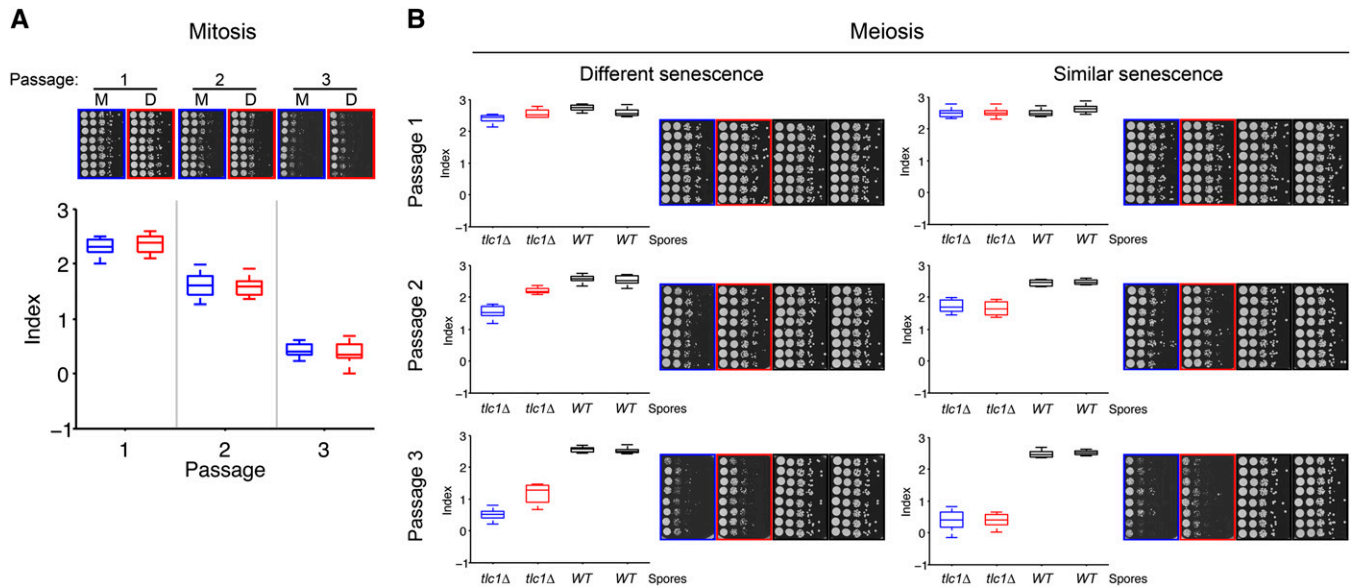 A
Mitosis
Passage: 1 2 3
M D M D M D
Index
3
2
1
0
−1
1 2 3
Passage
B
Meiosis
Different senescence
Similar senescence
Passage 1
Index
3
2
1
0
−1
tlc1Δ tlc1Δ WT WT Spores
Index
3
2
1
0
−1
tlc1Δ tlc1Δ WT WT Spores
Passage 2
Index
3
2
1
0
−1
tlc1Δ tlc1Δ WT WT Spores
Index
3
2
1
0
−1
tlc1Δ tlc1Δ WT WT Spores
Passage 3
Index
3
2
1
0
−1
tlc1Δ tlc1Δ WT WT Spores
Index
3
2
1
0
−1
tlc1Δ tlc1Δ WT WT Spores